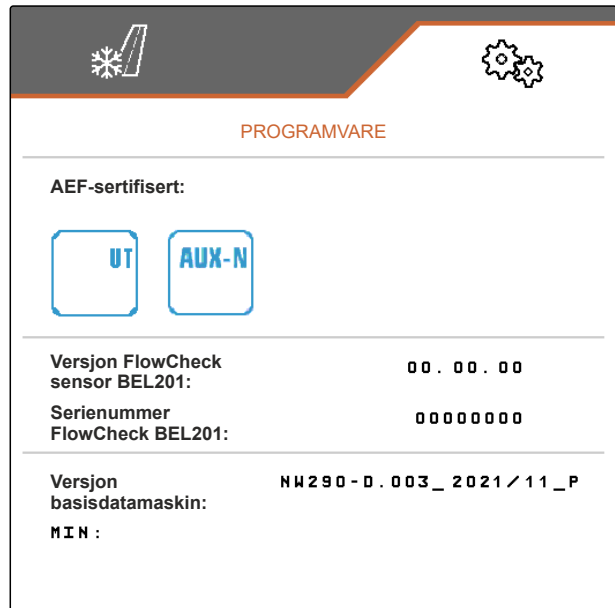 PROGRAMVARE
AEF-sertifisert:
UT AUX-N
Versjon FlowCheck 00.00.00
sensor BEL201:
Serienummer 00000000
FlowCheck BEL201:
Versjon NW290-D.003_2021/11_P
basisdatamaskin:
MIN: